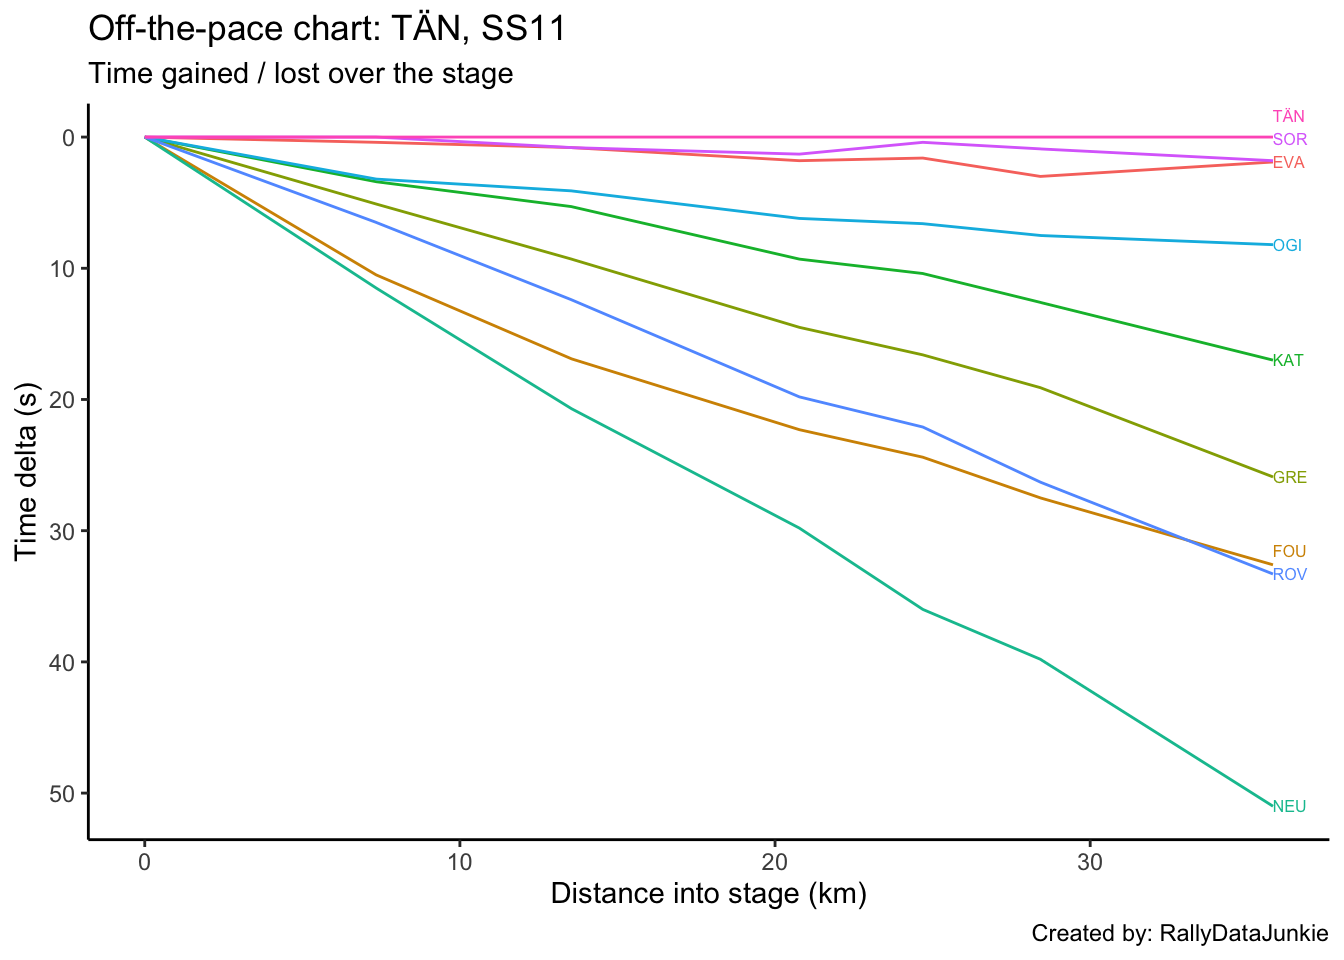 Off-the-pace chart: TÄN, SS11
Time gained / lost over the stage
TÄN
SOR
EVA
OGI
KAT
GRE
FOU
ROV
NEU
0
10
20
30
40
50
Time delta (s)
0 10 20 30
Distance into stage (km)
Created by: RallyDataJunkie